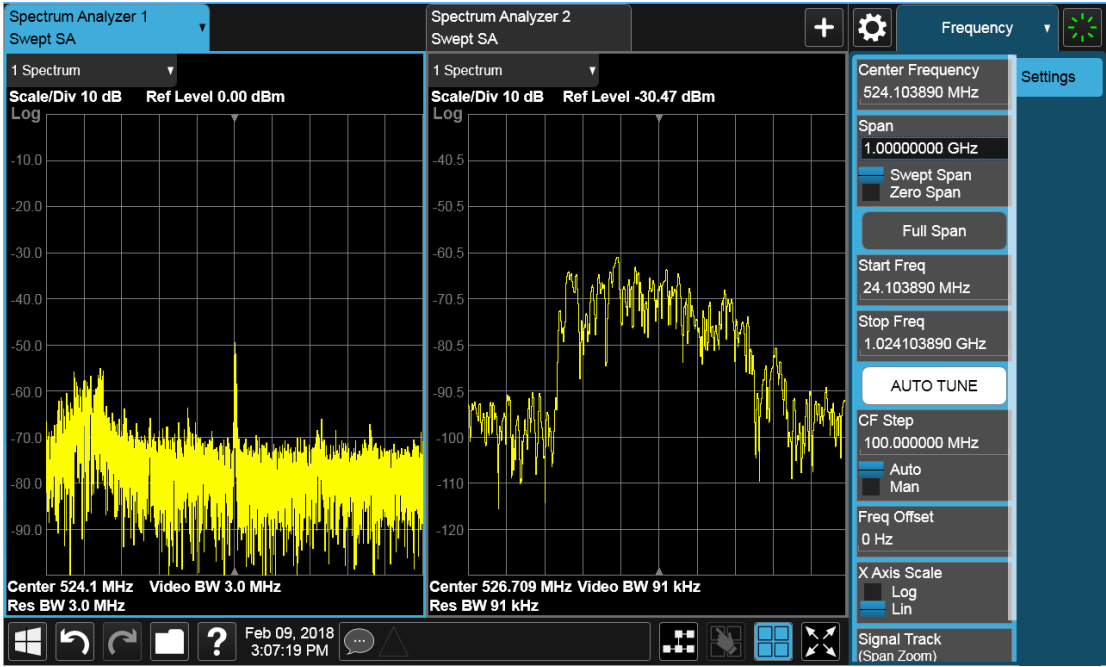 Spectrum Analyzer 1
Swept SA
Spectrum Analyzer 2
Swept SA
Frequency
1 Spectrum
Scale/Div 10 dB Ref Level 0.00 dBm
Log
-10.0
-20.0
-30.0
-40.0
-50.0
-60.0
-70.0
-80.0
-90.0
Center 524.1 MHz Video BW 3.0 MHz
Res BW 3.0 MHz
1 Spectrum
Scale/Div 10 dB Ref Level -30.47 dBm
Log
-40.5
-50.5
-60.5
-70.5
-80.5
-90.5
-100
-110
-120
Center 526.709 MHz Video BW 91 kHz
Res BW 91 kHz
Center Frequency
524.103890 MHz
Span
1.00000000 GHz
Swept Span
Zero Span
Full Span
Start Freq
24.103890 MHz
Stop Freq
1.024103890 GHz
AUTO TUNE
CF Step
100.000000 MHz
Auto
Man
Freq Offset
0 Hz
X Axis Scale
Log
Lin
Signal Track
(Span Zoom)
Settings
?
Feb 09, 2018
3:07:19 PM